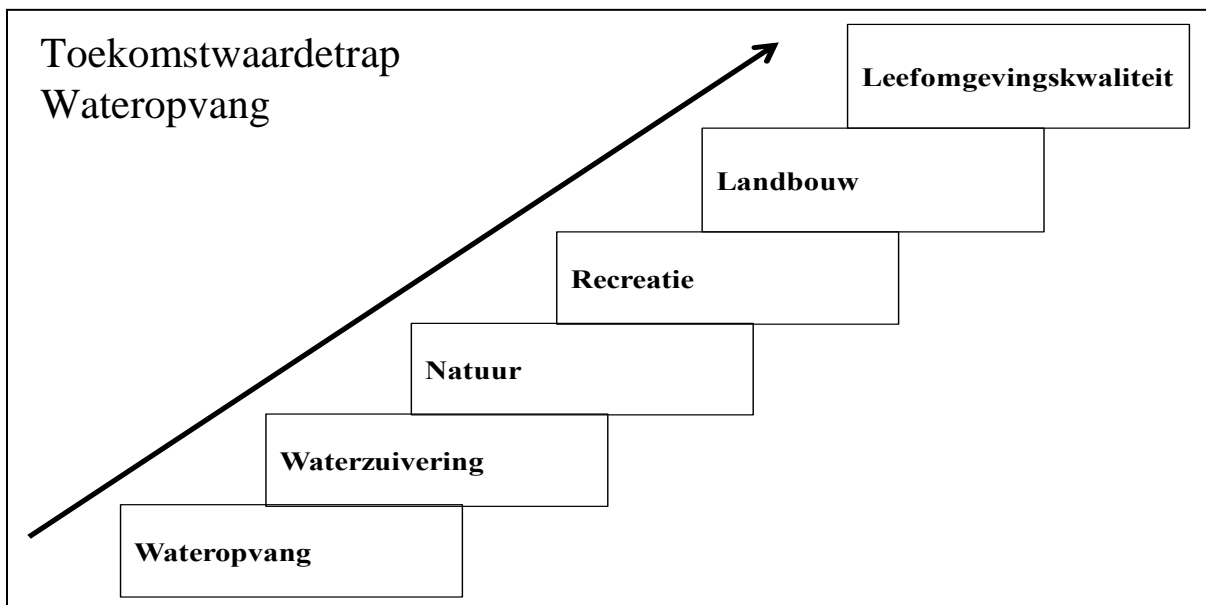 Toekomstwaardetrap
Wateropvang
Leefomgevingskwaliteit
Landbouw
Recreatie
Natuur
Waterzuivering
Wateropvang